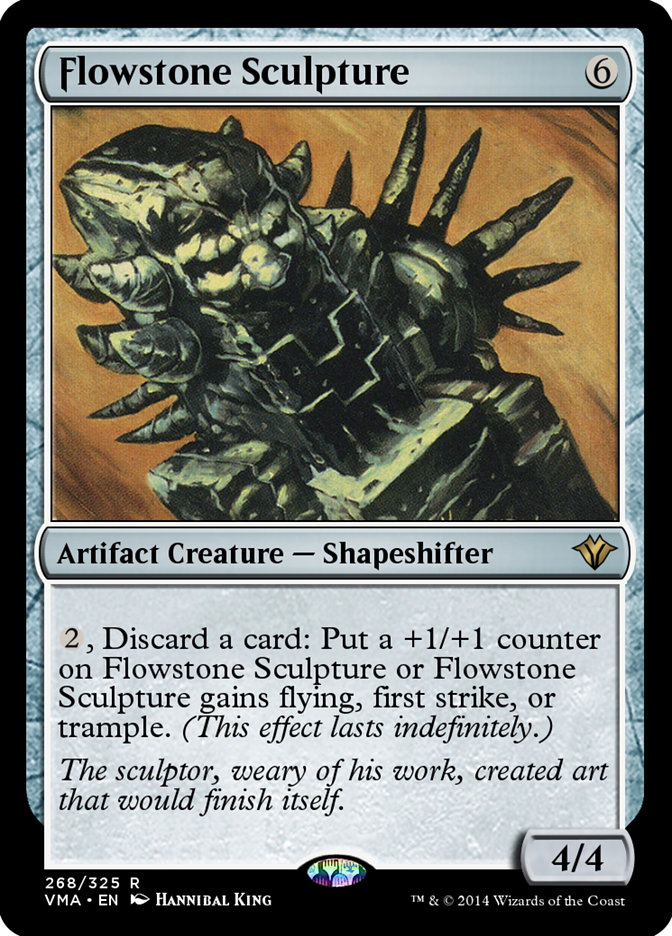 Flowstone Sculpture 6
Artifact Creature — Shapeshifter
2, Discard a card: Put a +1/+1 counter
on Flowstone Sculpture or Flowstone
Sculpture gains flying, first strike, or
trample. (This effect lasts indefinitely.)
The sculptor, weary of his work, created art
that would finish itself.
4/4
268/325 R
VMA • EN Hannibal King
™ & © 2014 Wizards of the Coast